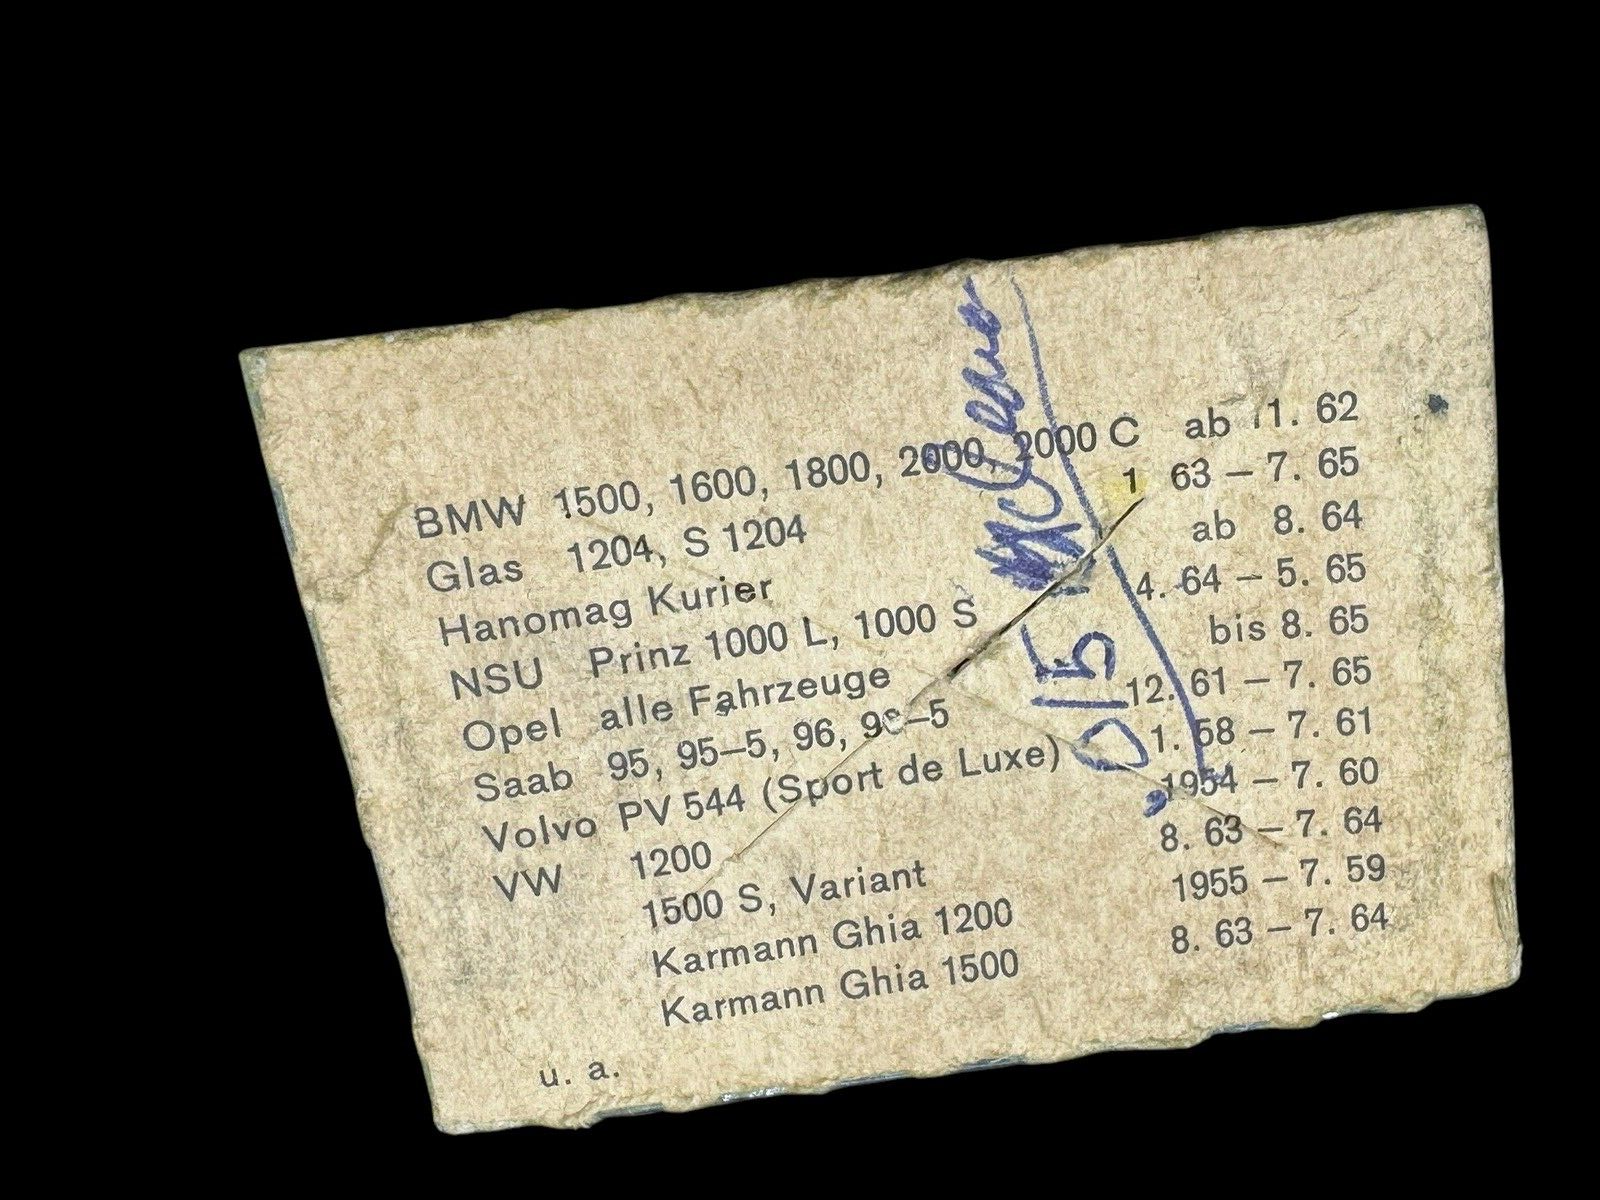 BMW 1500, 1600, 1800, 2000, 2000 C ab 11. 62
Glas 1204, S 1204 1 63 – 7. 65
Hanomag Kurier ab 8. 64
NSU Prinz 1000 L, 1000 S 4. 64 – 5. 65
Opel alle Fahrzeuge bis 8. 65
Saab 95, 95–5, 96, 96–5 12. 61 – 7. 65
Volvo PV 544 (Sport de Luxe) 1. 58 – 7. 61
VW 1200 1954 – 7. 60
1500 S, Variant 8. 63 – 7. 64
Karmann Ghia 1200 1955 – 7. 59
Karmann Ghia 1500 8. 63 – 7. 64
u. a.